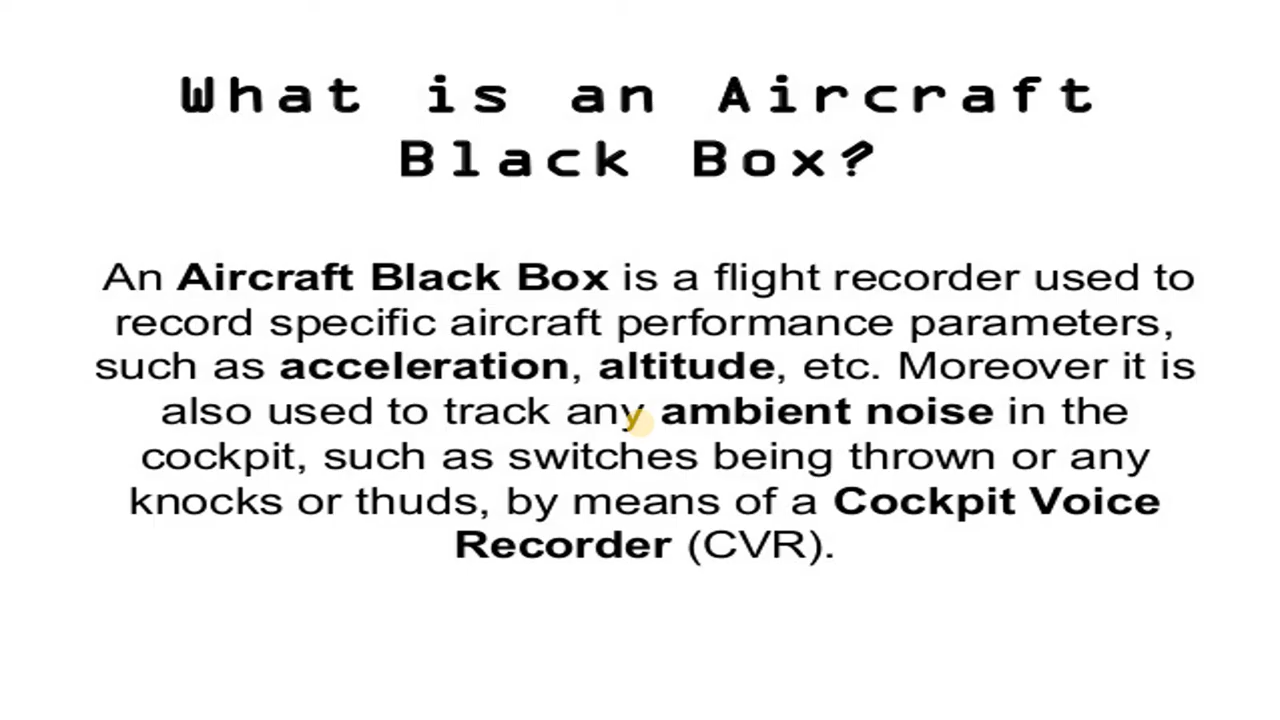 What is an Aircraft
Black Box?
An Aircraft Black Box is a flight recorder used to
record specific aircraft performance parameters,
such as acceleration, altitude, etc. Moreover it is
also used to track any ambient noise in the
cockpit, such as switches being thrown or any
knocks or thuds, by means of a Cockpit Voice
Recorder (CVR).